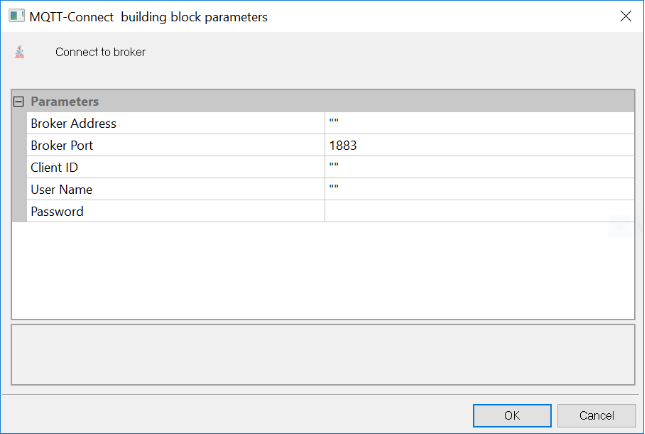 MQTT-Connect building block parameters
Connect to broker
Parameters
Broker Address ""
Broker Port 1883
Client ID ""
User Name ""
Password
OK Cancel